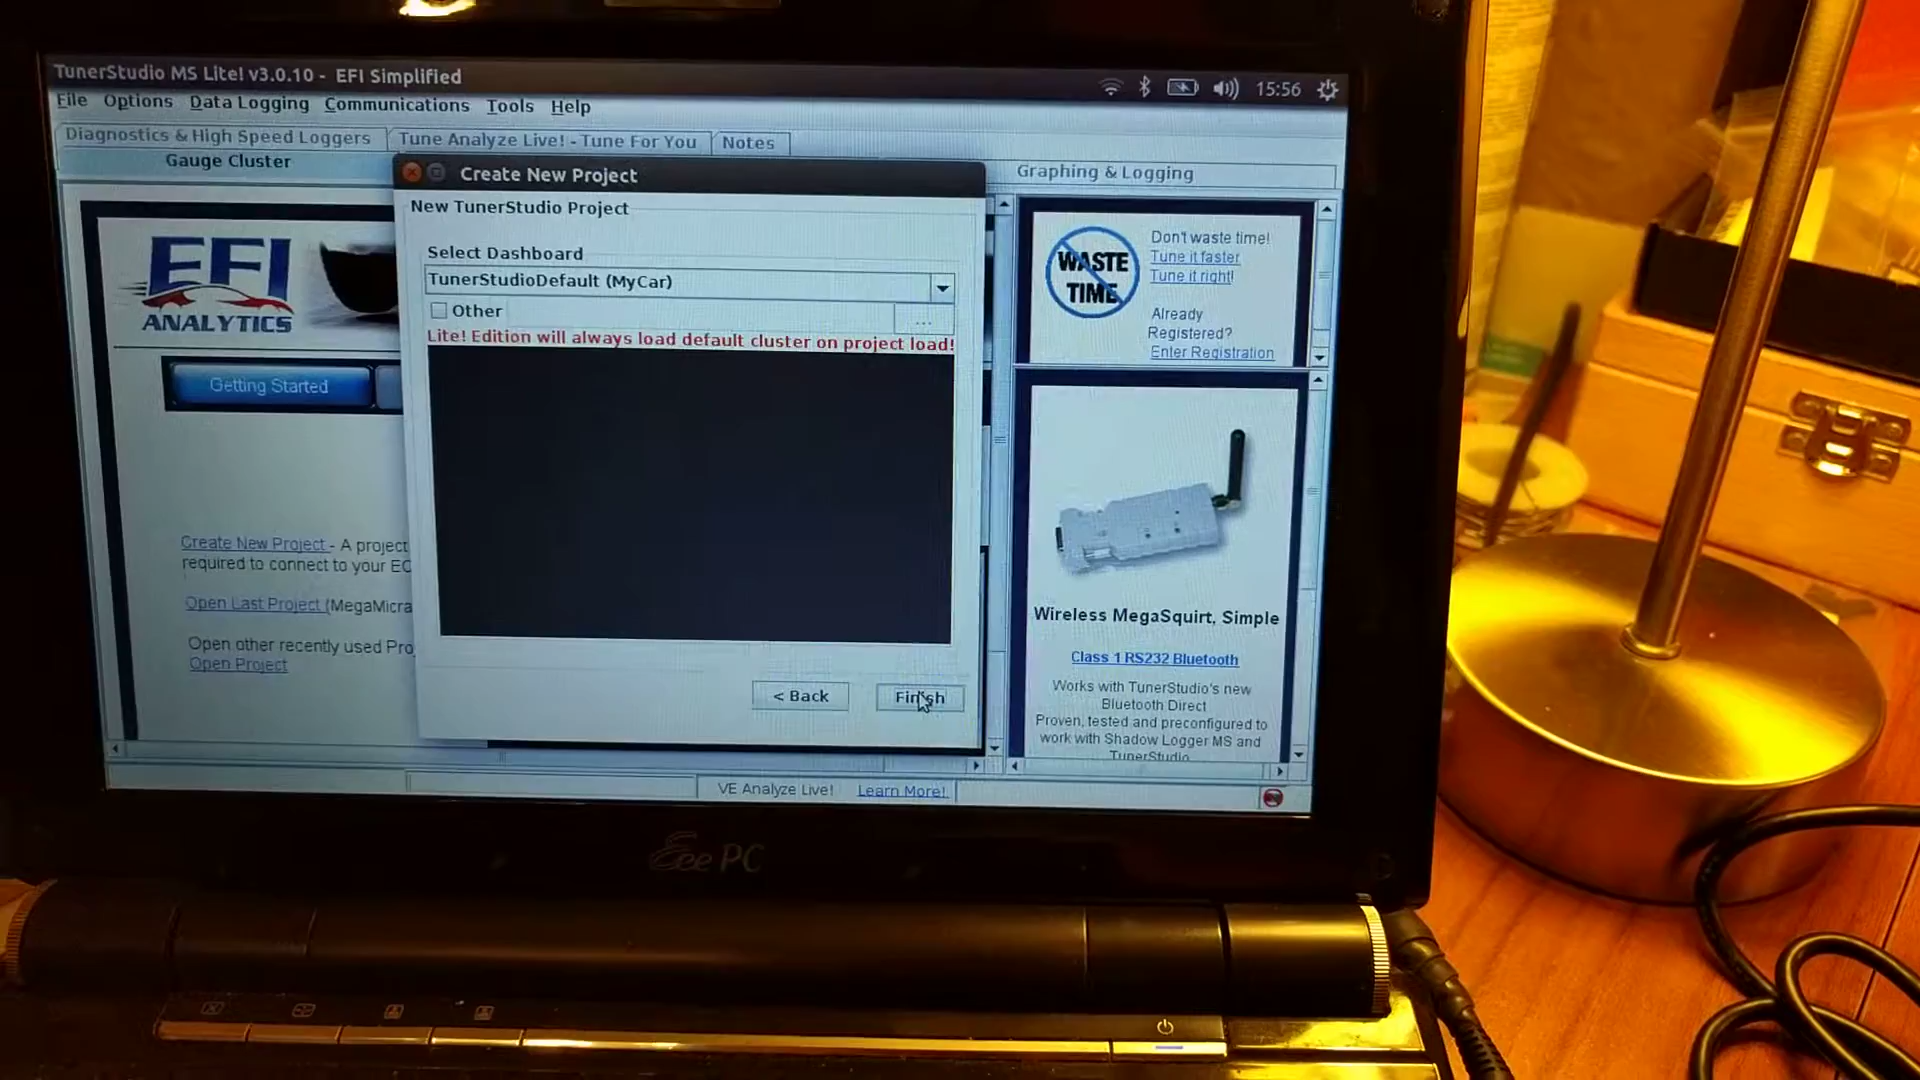 TunerStudio MS Lite! v3.0.10 - EFI Simplified
15:56
File Options Data Logging Communications Tools Help
Diagnostics & High Speed Loggers
Tune Analyze Live! - Tune For You
Notes
Gauge Cluster
Graphing & Logging
Create New Project
New TunerStudio Project
Select Dashboard
TunerStudioDefault (MyCar)
Other
...
Lite! Edition will always load default cluster on project load!
< Back
Finish
EFI
ANALYTICS
Getting Started
Create New Project - A project
required to connect to your EC
Open Last Project (MegaMicra
Open other recently used Pro
Open Project
WASTE
TIME
Don't waste time!
Tune it faster
Tune it right!
Already
Registered?
Enter Registration
Wireless MegaSquirt, Simple
Class 1 RS232 Bluetooth
Works with TunerStudio's new
Bluetooth Direct
Proven, tested and preconfigured to
work with Shadow Logger MS and
TunerStudio.
VE Analyze Live!
Learn More!
Eee PC